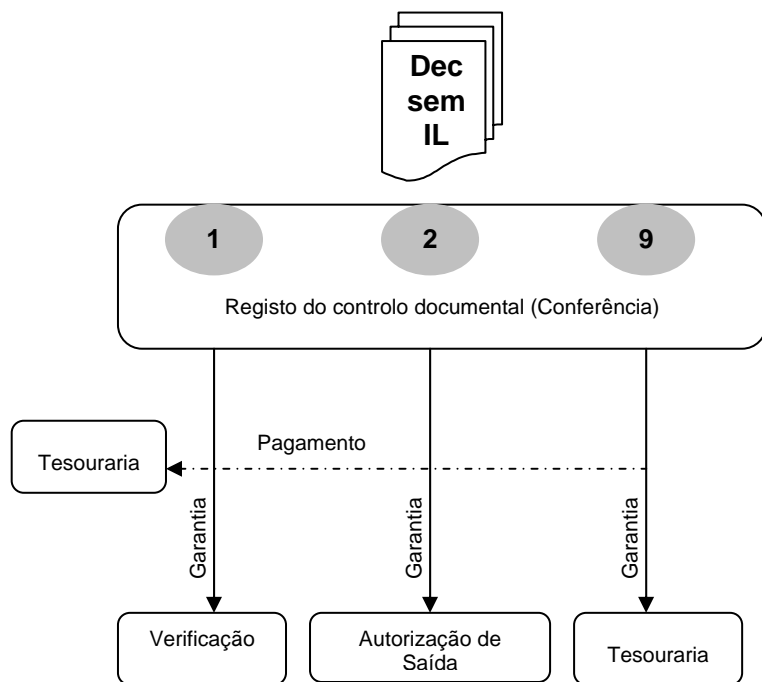 Dec
sem
IL
1
2
9
Registo do controlo documental (Conferência)
Pagamento
Tesouraria
Garantia
Garantia
Garantia
Verificação
Autorização de
Saída
Tesouraria